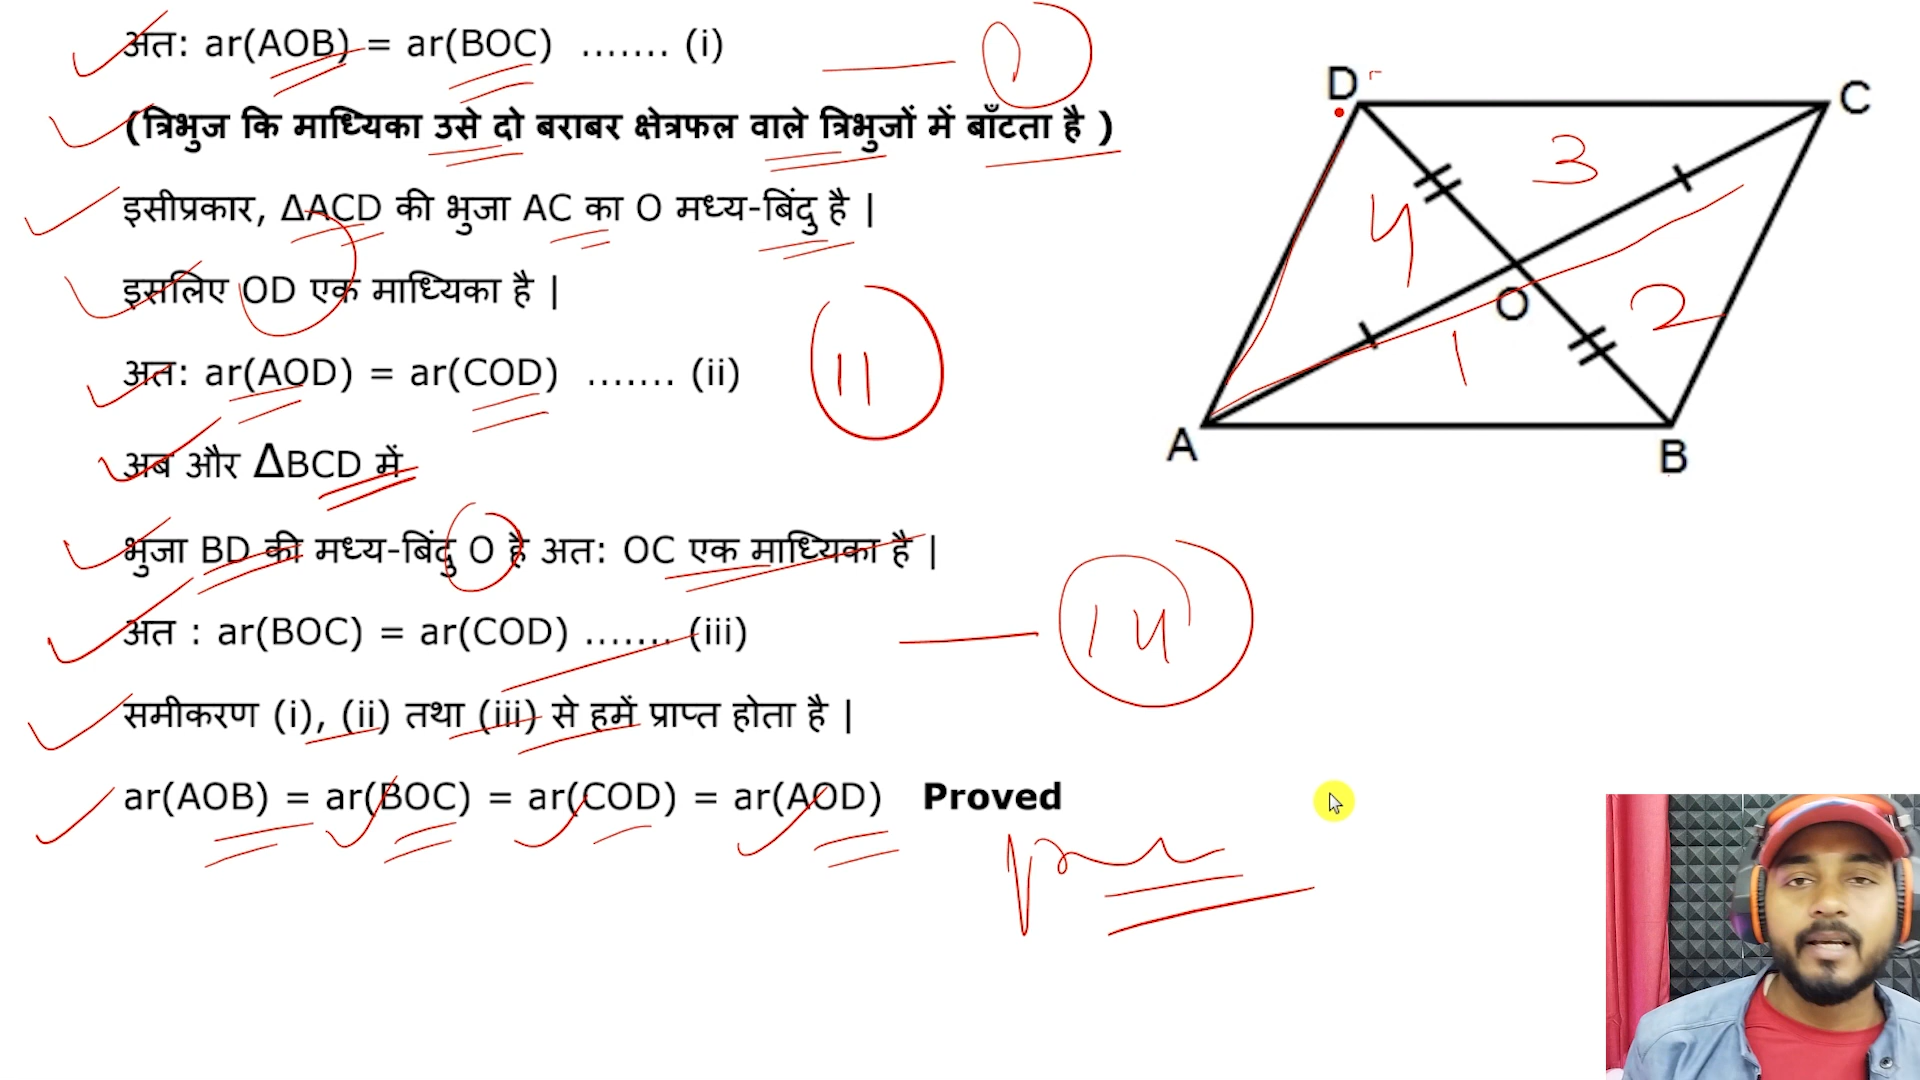 अत: ar(AOB) = ar(BOC) ....... (i)
(त्रिभुज कि माध्यिका उसे दो बराबर क्षेत्रफल वाले त्रिभुजों में बाँटता है )
इसीप्रकार, ΔACD की भुजा AC का O मध्य-बिंदु है |
इसलिए OD एक माध्यिका है |
अत: ar(AOD) = ar(COD) ....... (ii)
11
अब और ΔBCD में
भुजा BD की मध्य-बिंदु O है अत: OC एक माध्यिका है |
अत : ar(BOC) = ar(COD) ....... (iii)
समीकरण (i), (ii) तथा (iii) से हमें प्राप्त होता है |
ar(AOB) = ar(BOC) = ar(COD) = ar(AOD) Proved
D
C
3
4
O
2
1
A
B